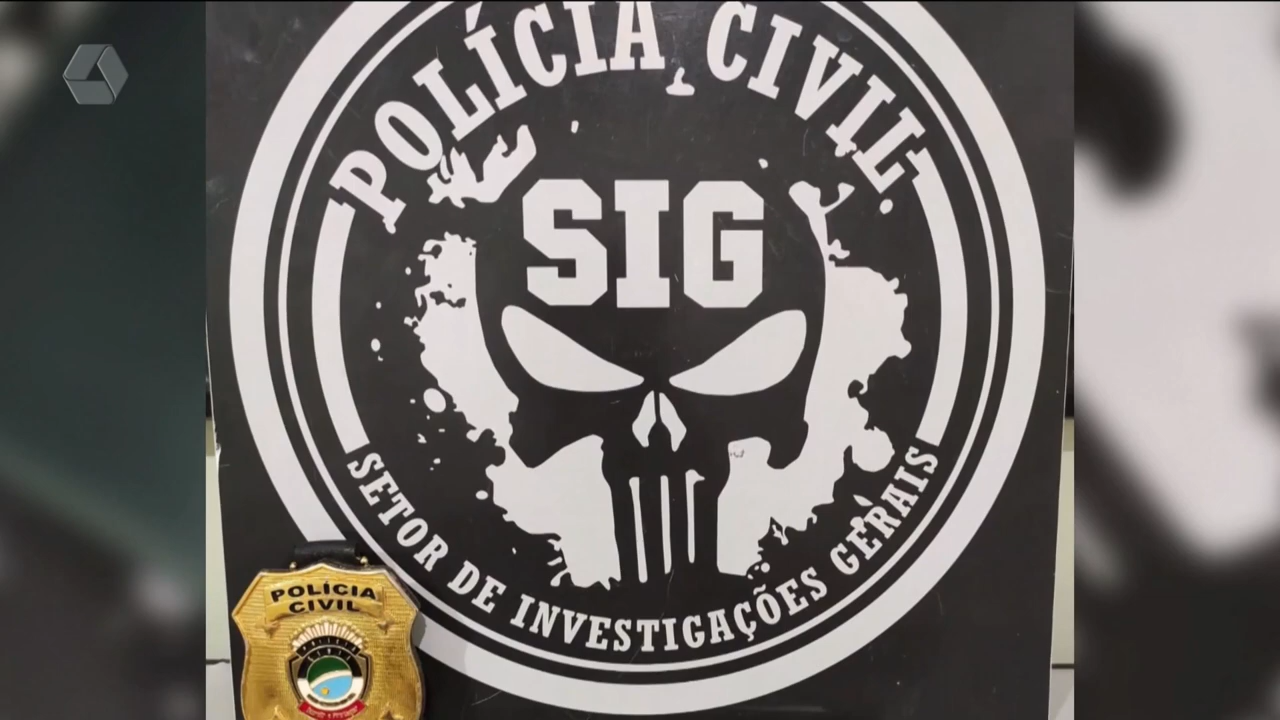 POLÍCIA CIVIL
SIG
SETOR DE INVESTIGAÇÕES GERAIS
POLÍCIA
CIVIL